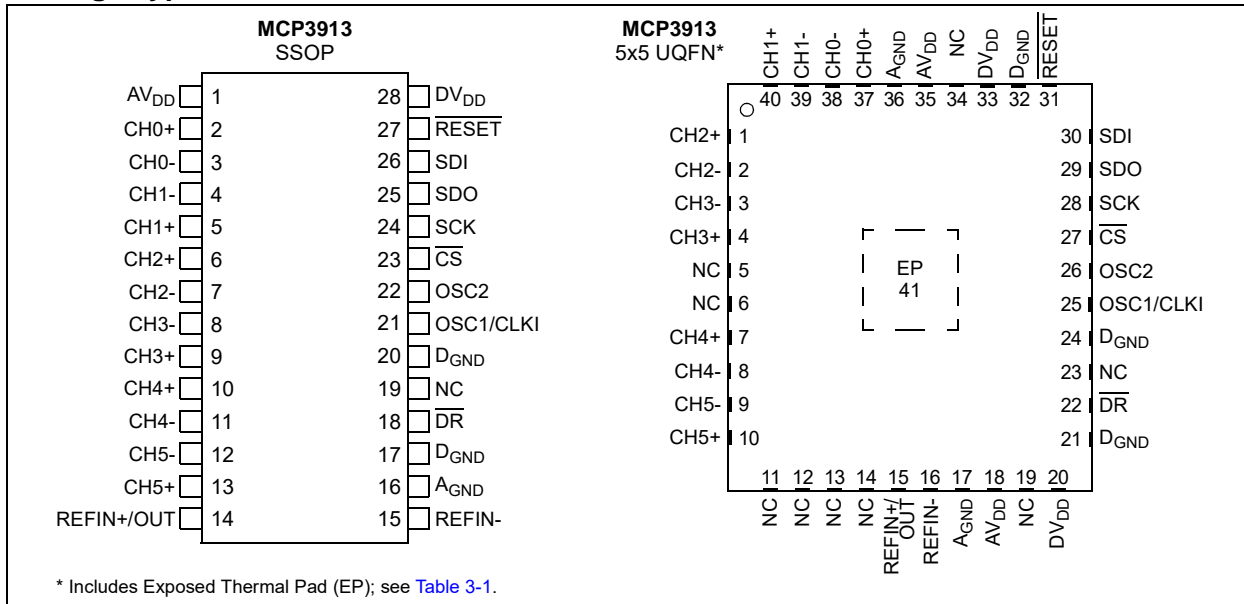 MCP3913
SSOP
AVDD 1
CH0+ 2
CH0- 3
CH1- 4
CH1+ 5
CH2+ 6
CH2- 7
CH3- 8
CH3+ 9
CH4+ 10
CH4- 11
CH5- 12
CH5+ 13
REFIN+/OUT 14
28 DVDD
27 RESET
26 SDI
25 SDO
24 SCK
23 CS
22 OSC2
21 OSC1/CLKI
20 DGND
19 NC
18 DR
17 DGND
16 AGND
15 REFIN-
MCP3913
5x5 UQFN*
CH1+ CH1- CH0- CH0+ AGND AVDD NC DVDD DGND RESET
40 39 38 37 36 35 34 33 32 31
CH2+ 1
CH2- 2
CH3- 3
CH3+ 4
NC 5
NC 6
CH4+ 7
CH4- 8
CH5- 9
CH5+ 10
EP
41
30 SDI
29 SDO
28 SCK
27 CS
26 OSC2
25 OSC1/CLKI
24 DGND
23 NC
22 DR
21 DGND
11 12 13 14 15 16 17 18 19 20
NC NC NC NC REFIN+/OUT REFIN- AGND AVDD NC DVDD
* Includes Exposed Thermal Pad (EP); see Table 3-1.